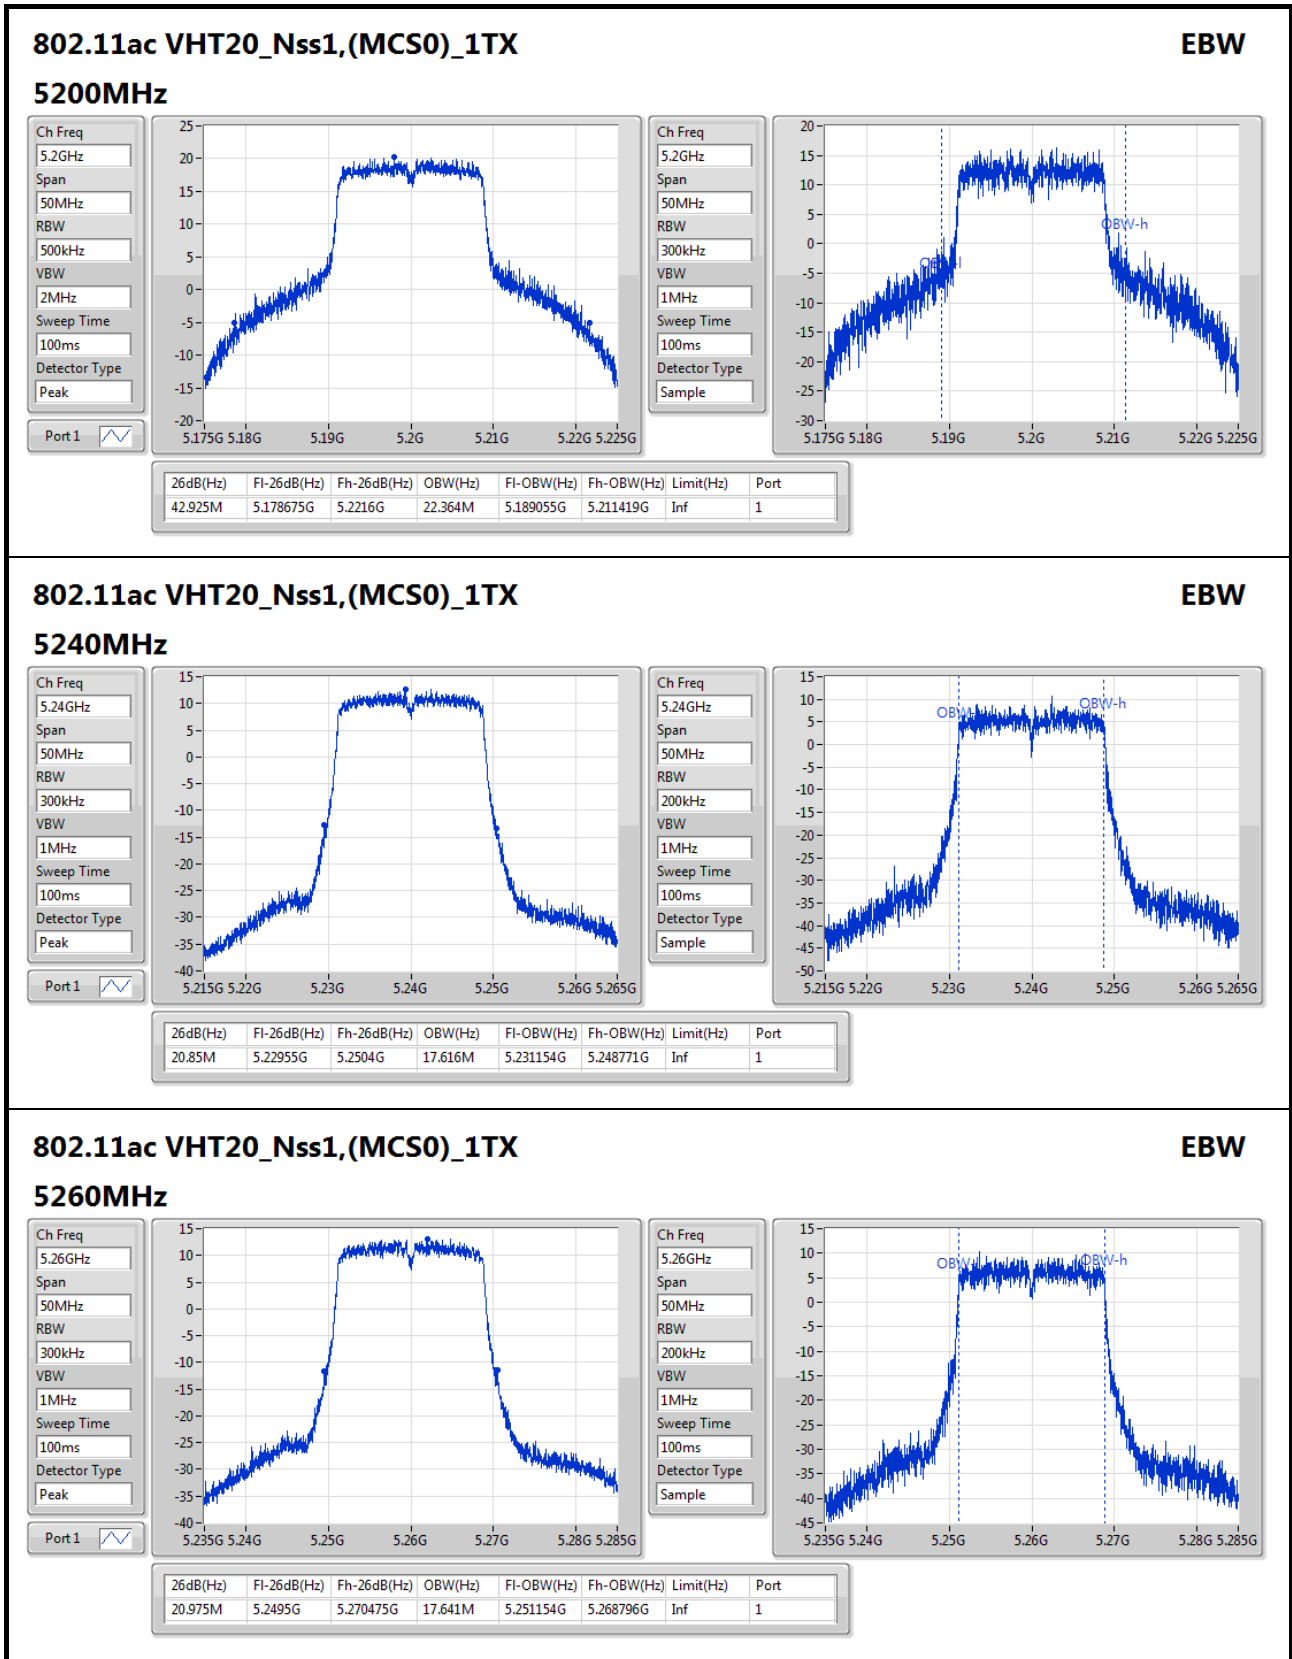 802.11ac VHT20_Nss1,(MCS0)_1TX EBW
5200MHz
Ch Freq
5.2GHz
Span
50MHz
RBW
500kHz
VBW
2MHz
Sweep Time
100ms
Detector Type
Peak
Port 1
25
20
15
10
5
0
-5
-10
-15
-20
5.175G 5.18G 5.19G 5.2G 5.21G 5.22G 5.225G
Ch Freq
5.2GHz
Span
50MHz
RBW
300kHz
VBW
1MHz
Sweep Time
100ms
Detector Type
Sample
20
15
10
5
0
-5
-10
-15
-20
-25
-30
OBW-h
5.175G 5.18G 5.19G 5.2G 5.21G 5.22G 5.225G
26dB(Hz) Fl-26dB(Hz) Fh-26dB(Hz) OBW(Hz) Fl-OBW(Hz) Fh-OBW(Hz) Limit(Hz) Port
42.925M 5.178675G 5.2216G 22.364M 5.189055G 5.211419G Inf 1
802.11ac VHT20_Nss1,(MCS0)_1TX EBW
5240MHz
Ch Freq
5.24GHz
Span
50MHz
RBW
300kHz
VBW
1MHz
Sweep Time
100ms
Detector Type
Peak
Port 1
15
10
5
0
-5
-10
-15
-20
-25
-30
-35
-40
5.215G 5.22G 5.23G 5.24G 5.25G 5.26G 5.265G
Ch Freq
5.24GHz
Span
50MHz
RBW
200kHz
VBW
1MHz
Sweep Time
100ms
Detector Type
Sample
15
10
5
0
-5
-10
-15
-20
-25
-30
-35
-40
-45
-50
OBW-h
5.215G 5.22G 5.23G 5.24G 5.25G 5.26G 5.265G
26dB(Hz) Fl-26dB(Hz) Fh-26dB(Hz) OBW(Hz) Fl-OBW(Hz) Fh-OBW(Hz) Limit(Hz) Port
20.85M 5.22955G 5.2504G 17.616M 5.231154G 5.248771G Inf 1
802.11ac VHT20_Nss1,(MCS0)_1TX EBW
5260MHz
Ch Freq
5.26GHz
Span
50MHz
RBW
300kHz
VBW
1MHz
Sweep Time
100ms
Detector Type
Peak
Port 1
15
10
5
0
-5
-10
-15
-20
-25
-30
-35
-40
5.235G 5.24G 5.25G 5.26G 5.27G 5.28G 5.285G
Ch Freq
5.26GHz
Span
50MHz
RBW
200kHz
VBW
1MHz
Sweep Time
100ms
Detector Type
Sample
15
10
5
0
-5
-10
-15
-20
-25
-30
-35
-40
-45
OBW-h
5.235G 5.24G 5.25G 5.26G 5.27G 5.28G 5.285G
26dB(Hz) Fl-26dB(Hz) Fh-26dB(Hz) OBW(Hz) Fl-OBW(Hz) Fh-OBW(Hz) Limit(Hz) Port
20.975M 5.2495G 5.270475G 17.641M 5.251154G 5.268796G Inf 1